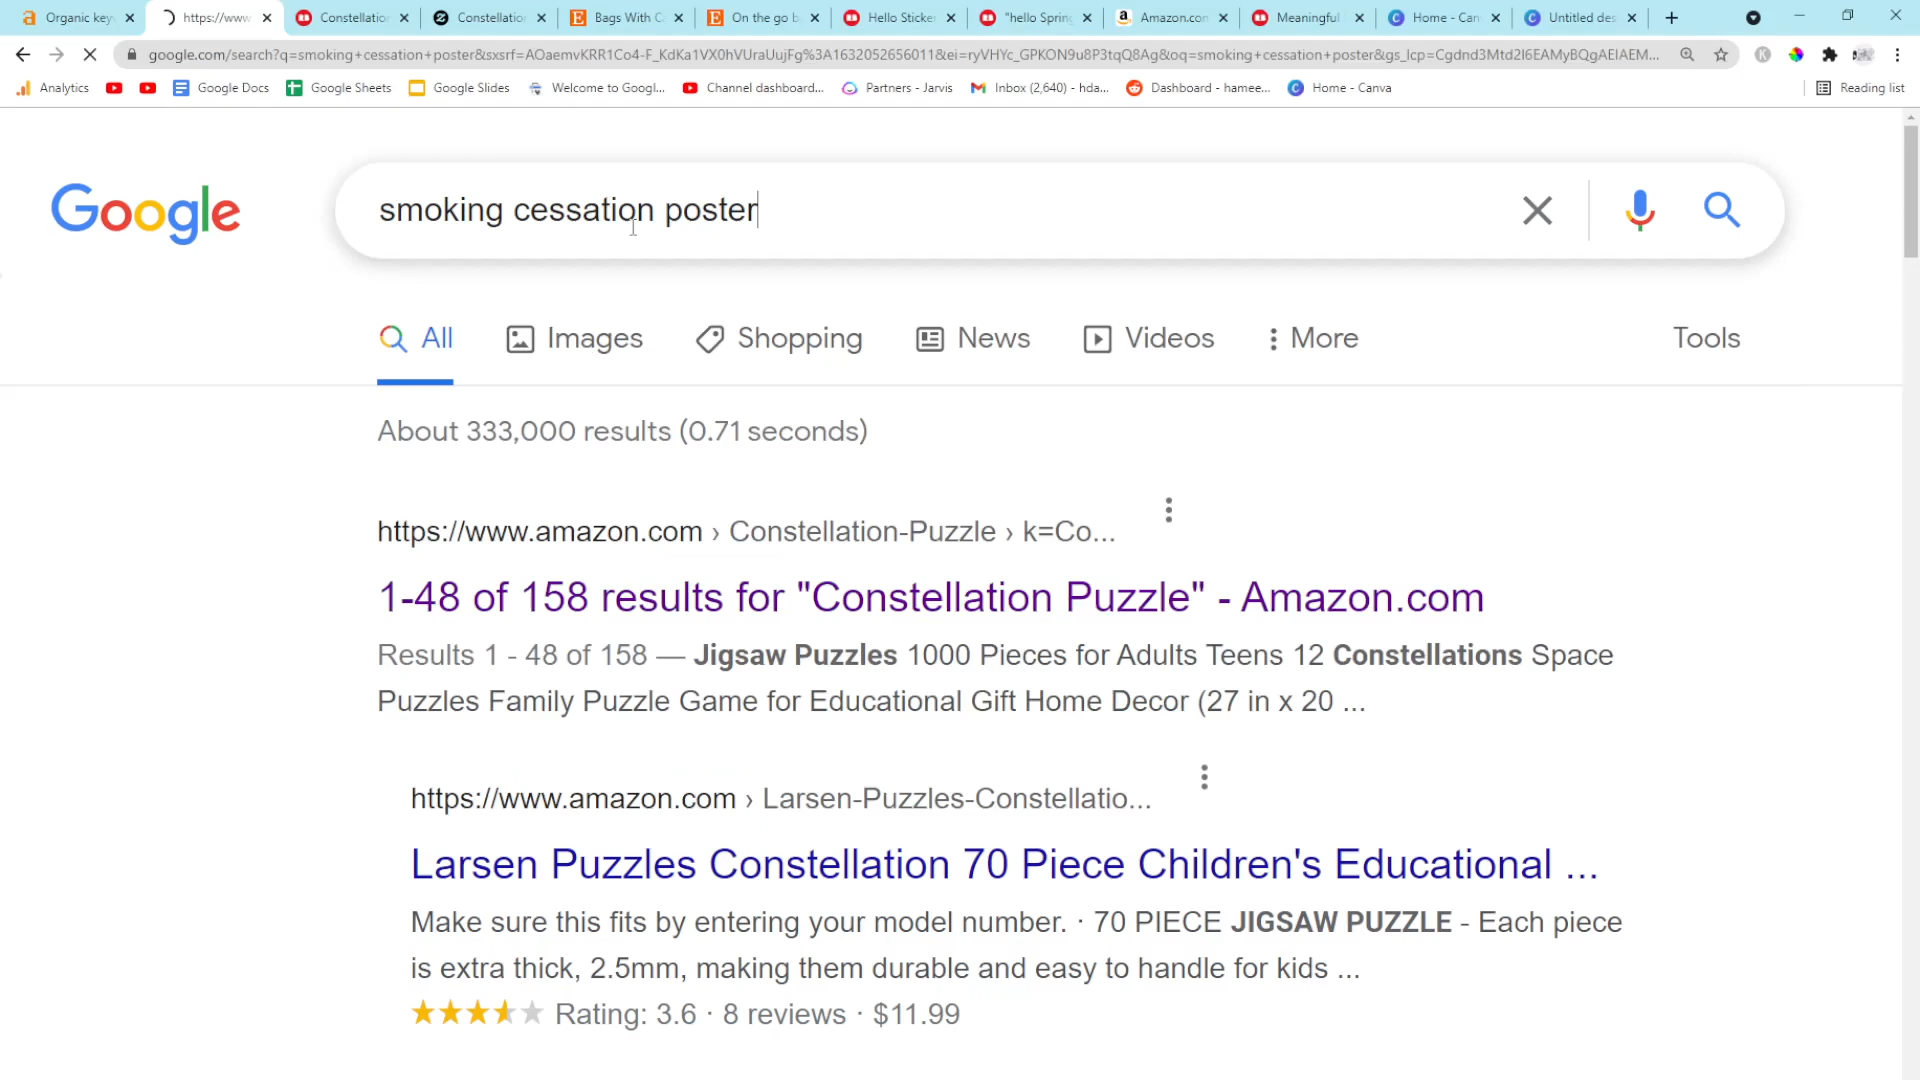 Organic key
https://www
Constellation
Constellation
Bags With C
On the go b
Hello Sticke
"hello Spring
Amazon.com
Meaningful
Home - Can
Untitled des
google.com/search?q=smoking+cessation+poster&sxsrf=AOaemvKRR1Co4-F_KdKa1VX0hVUraUujFg%3A1632052656011&ei=ryVHYc_GPKON9u8P3tqQ8Ag&oq=smoking+cessation+poster&gs_lcp=Cgdnd3Mtd2l6EAMyBQgAEIAEM...
Analytics
Google Docs
Google Sheets
Google Slides
Welcome to Googl...
Channel dashboard...
Partners - Jarvis
Inbox (2,640) - hda...
Dashboard - hamee...
Home - Canva
Reading list
Google
smoking cessation poster
All
Images
Shopping
News
Videos
More
Tools
About 333,000 results (0.71 seconds)
https://www.amazon.com › Constellation-Puzzle › k=Co...
1-48 of 158 results for "Constellation Puzzle" - Amazon.com
Results 1 - 48 of 158 — Jigsaw Puzzles 1000 Pieces for Adults Teens 12 Constellations Space
Puzzles Family Puzzle Game for Educational Gift Home Decor (27 in x 20 ...
https://www.amazon.com › Larsen-Puzzles-Constellatio...
Larsen Puzzles Constellation 70 Piece Children's Educational ...
Make sure this fits by entering your model number. · 70 PIECE JIGSAW PUZZLE - Each piece
is extra thick, 2.5mm, making them durable and easy to handle for kids ...
Rating: 3.6 · 8 reviews · $11.99